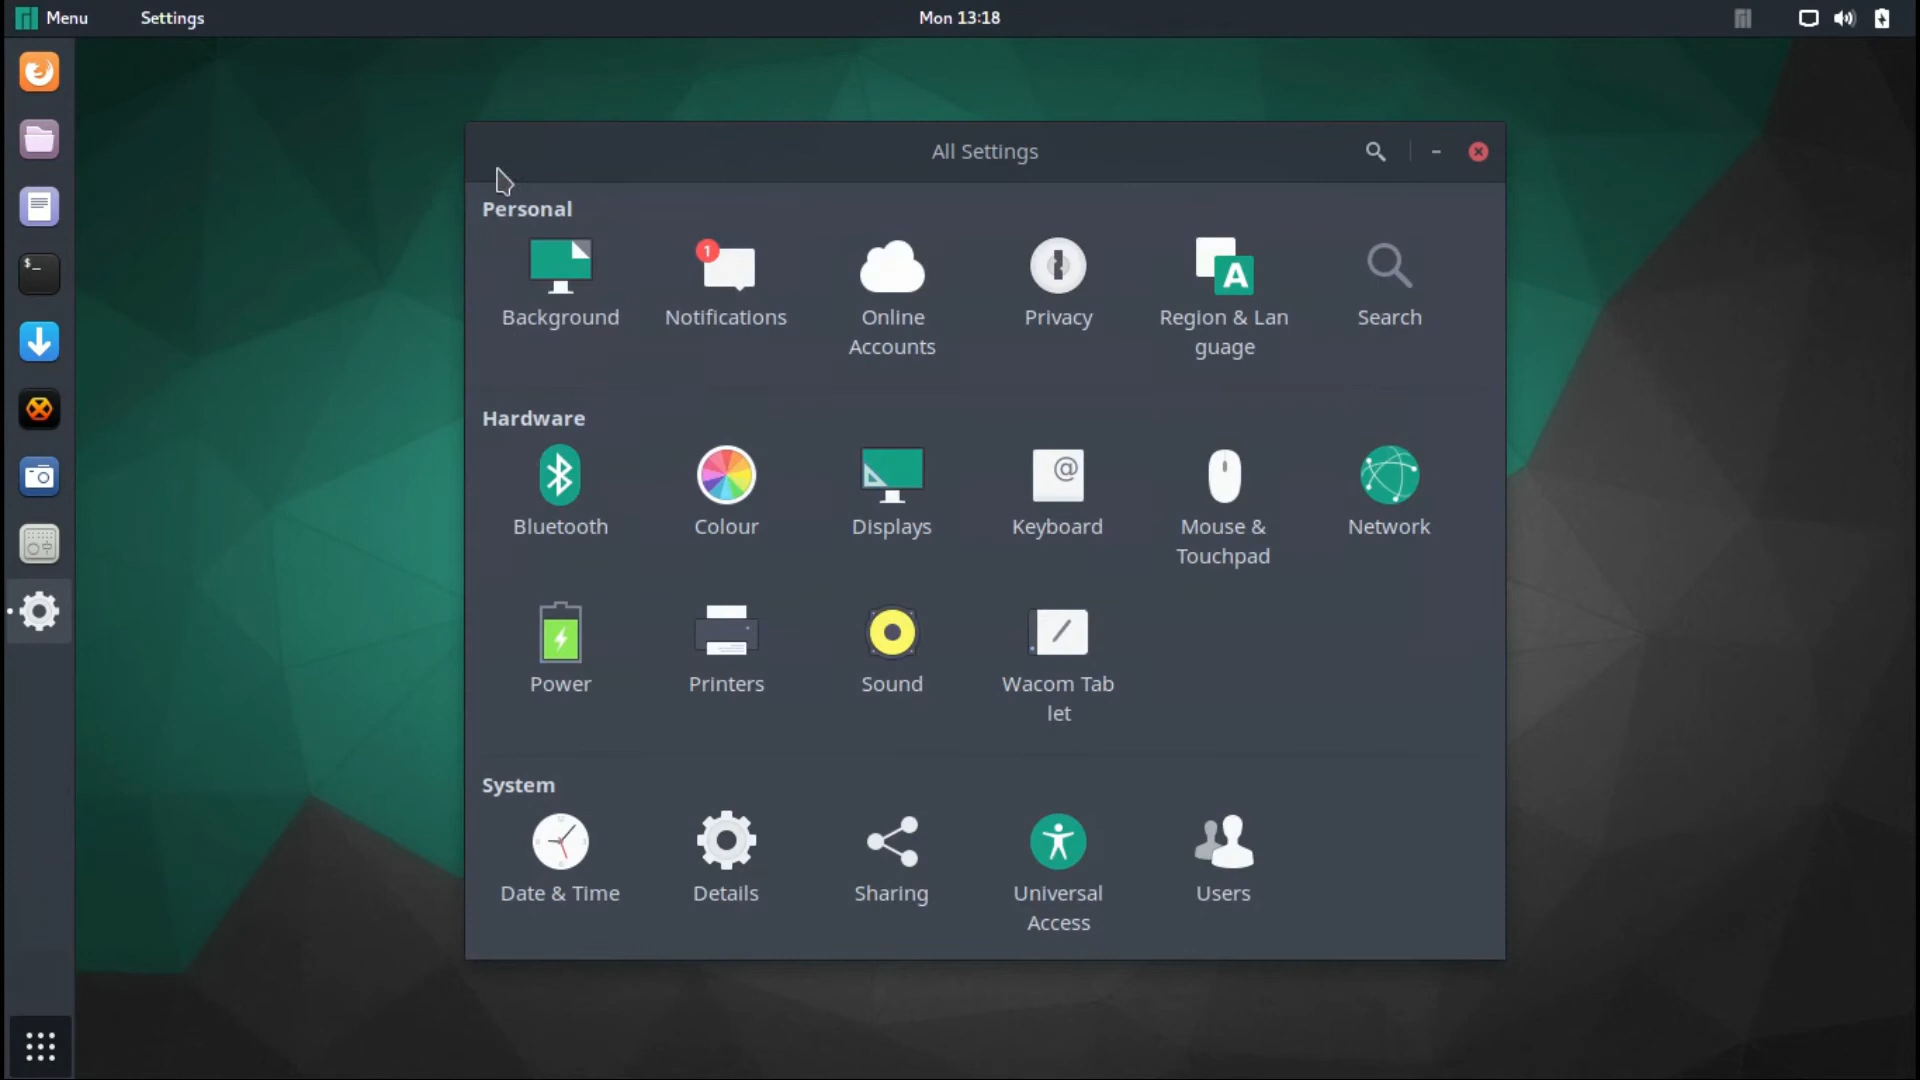 Menu Settings Mon 13:18
All Settings
Personal
1
Background Notifications Online Accounts Privacy Region & Lan
guage Search
Hardware
@
Bluetooth Colour Displays Keyboard Mouse &
Touchpad Network
Power Printers Sound Wacom Tab
let
System
Date & Time Details Sharing Universal
Access Users
A
$_